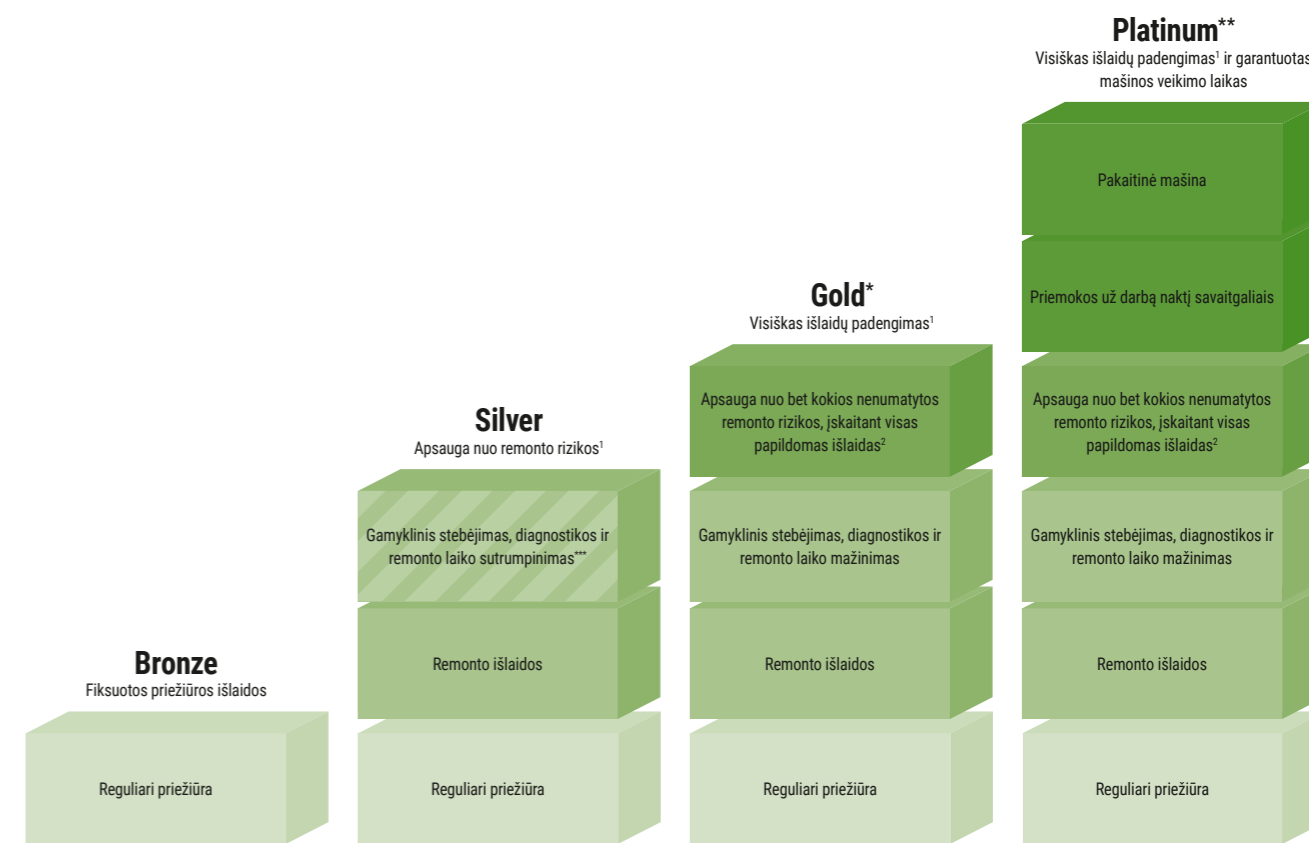 Platinum**
Visiškas išlaidų padengimas¹ ir garantuotas
mašinos veikimo laikas
Pakaitinė mašina
Priemokos už darbą naktį savaitgaliais
Apsauga nuo bet kokios nenumatytos
remonto rizikos, įskaitant visas
papildomas išlaidas²
Gamyklinis stebėjimas, diagnostikos ir
remonto laiko mažinimas
Remonto išlaidos
Reguliari priežiūra
Gold*
Visiškas išlaidų padengimas¹
Apsauga nuo bet kokios nenumatytos
remonto rizikos, įskaitant visas
papildomas išlaidas²
Gamyklinis stebėjimas, diagnostikos ir
remonto laiko mažinimas
Remonto išlaidos
Reguliari priežiūra
Silver
Apsauga nuo remonto rizikos¹
Gamyklinis stebėjimas, diagnostikos ir
remonto laiko sutrumpinimas***
Remonto išlaidos
Reguliari priežiūra
Bronze
Fiksuotos priežiūros išlaidos
Reguliari priežiūra